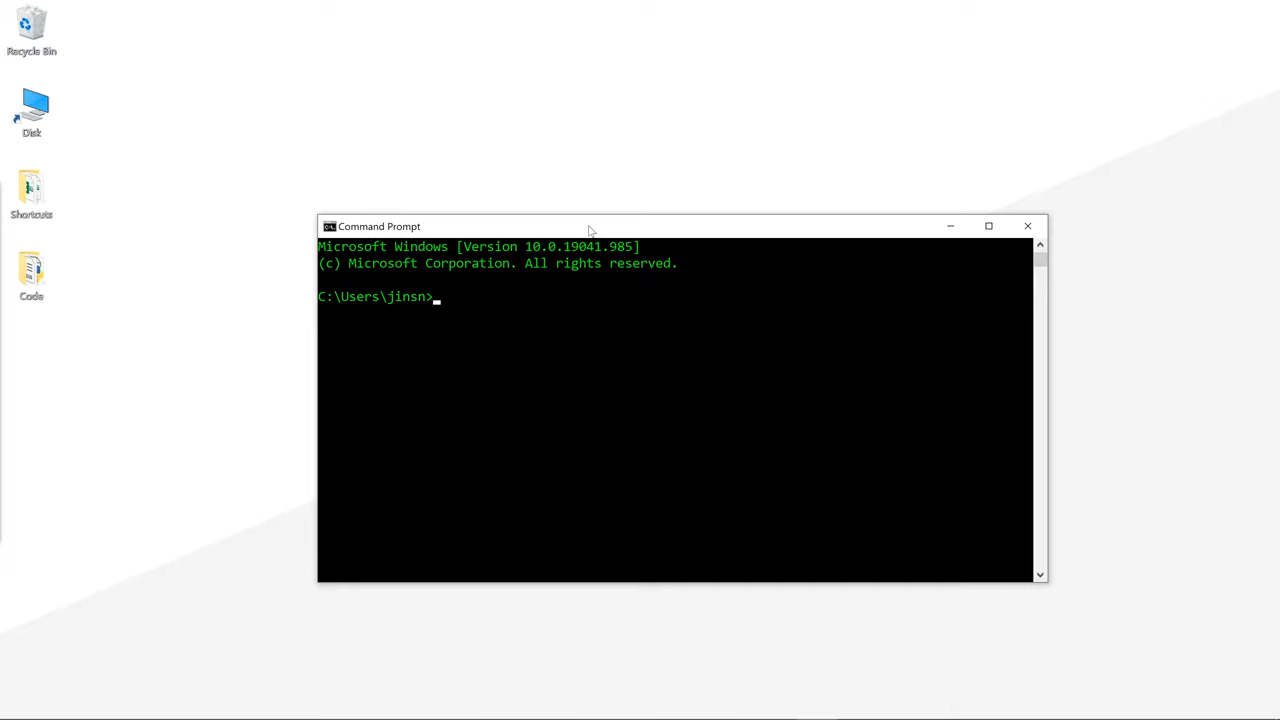 Recycle Bin
Disk
Shortcuts
Code
Command Prompt
Microsoft Windows [Version 10.0.19041.985]
(c) Microsoft Corporation. All rights reserved.
C:\Users\jinsn>